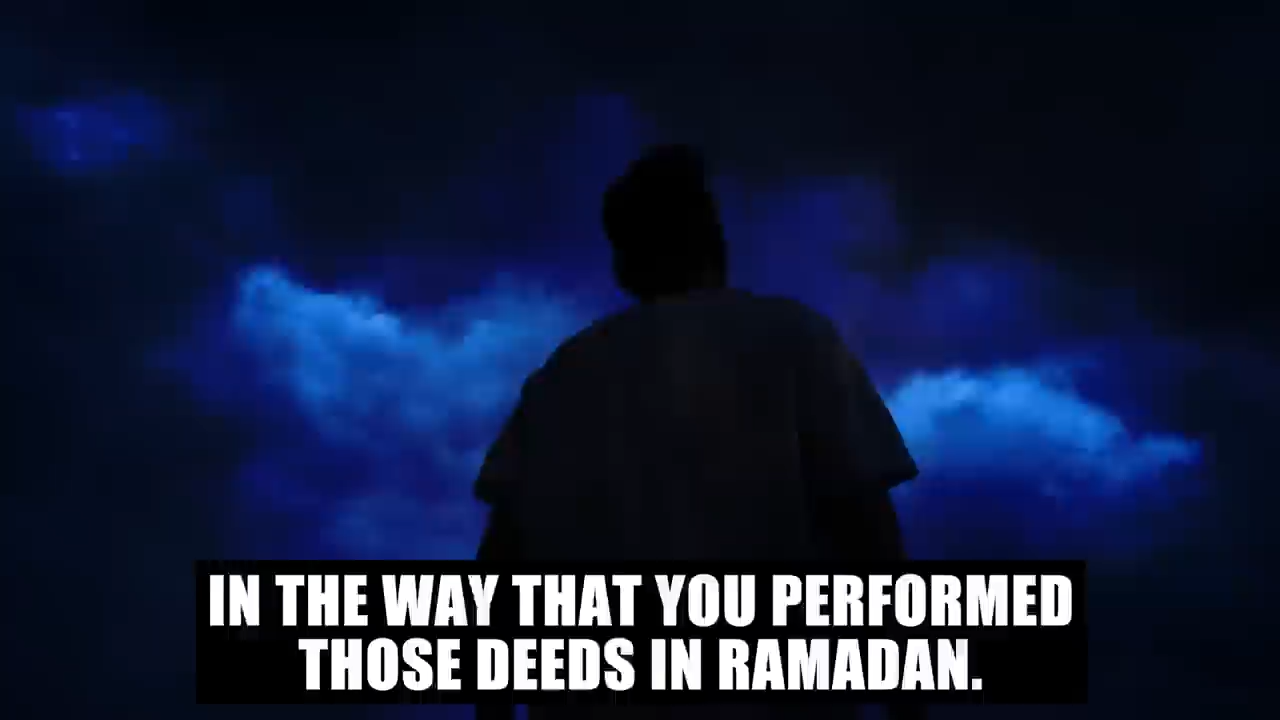 IN THE WAY THAT YOU PERFORMED
THOSE DEEDS IN RAMADAN.